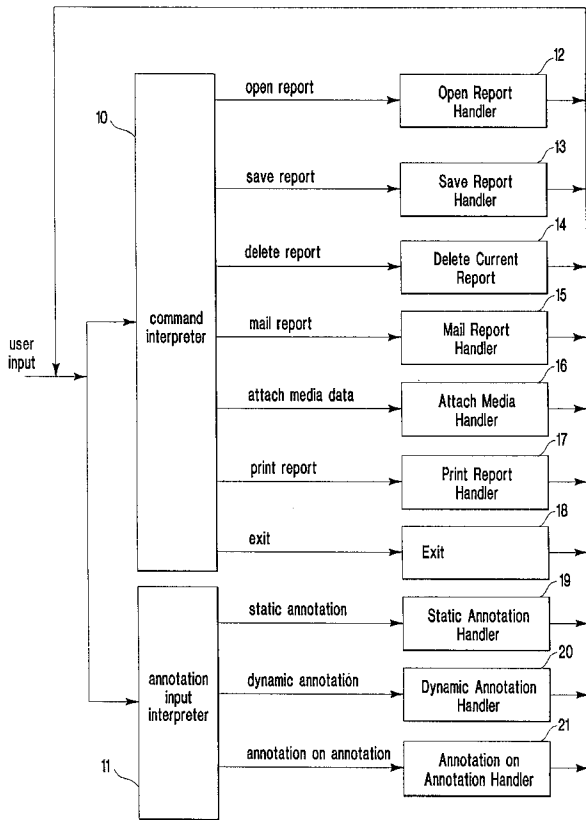 12
open report
Open Report
Handler
10
13
save report
Save Report
Handler
14
delete report
Delete Current
Report
15
command
interpreter
mail report
Mail Report
Handler
user
input
16
attach media data
Attach Media
Handler
17
print report
Print Report
Handler
18
exit
Exit
19
static annotation
Static Annotation
Handler
20
annotation
input
interpreter
dynamic annotation
Dynamic Annotation
Handler
21
annotation on annotation
Annotation on
Annotation Handler
11